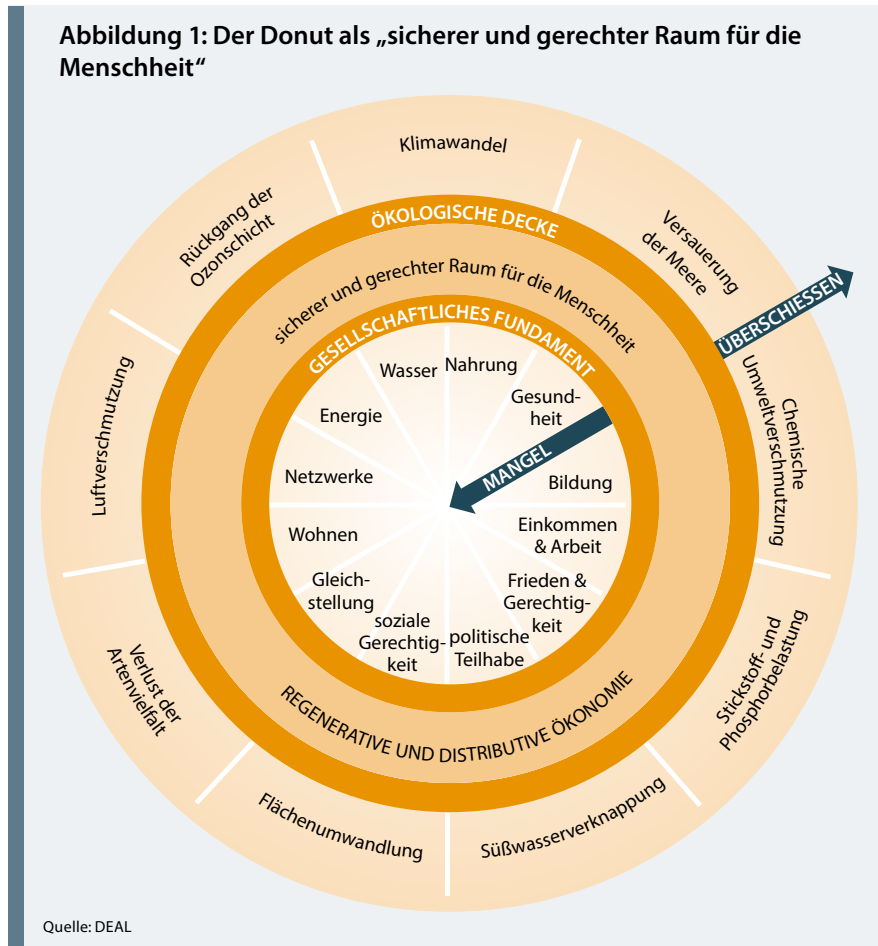 Abbildung 1: Der Donut als „sicherer und gerechter Raum für die
Menschheit“
Klimawandel
Versauerung
der Meere
ÜBERSCHIESSEN
Chemische
Umweltverschmutzung
Stickstoff- und
Phosphorbelastung
Süßwasserverknappung
Flächenumwandlung
Verlust der
Artenvielfalt
Luftverschmutzung
Rückgang der
Ozonschicht
ÖKOLOGISCHE DECKE
sicherer und gerechter Raum für die Menschheit
GESELLSCHAFTLICHES FUNDAMENT
Wasser
Nahrung
Gesund-
heit
MANGEL
Bildung
Einkommen
& Arbeit
Frieden &
Gerechtig-
keit
politische
Teilhabe
soziale
Gerechtig-
keit
Gleich-
stellung
Wohnen
Netzwerke
Energie
REGENERATIVE UND DISTRIBUTIVE ÖKONOMIE
Quelle: DEAL